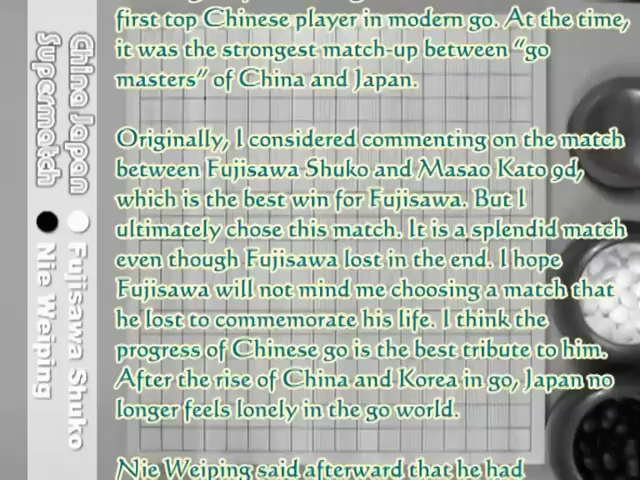 first top Chinese player in modern go. At the time,
it was the strongest match-up between “go
masters” of China and Japan.
Originally, I considered commenting on the match
between Fujisawa Shuko and Masao Kato 9d,
which is the best win for Fujisawa. But I
ultimately chose this match. It is a splendid match
even though Fujisawa lost in the end. I hope
Fujisawa will not mind me choosing a match that
he lost to commemorate his life. I think the
progress of Chinese go is the best tribute to him.
After the rise of China and Korea in go, Japan no
longer feels lonely in the go world.
Nie Weiping said afterward that he had
China Japan
Supermatch
Fujisawa Shuko
Nie Weiping